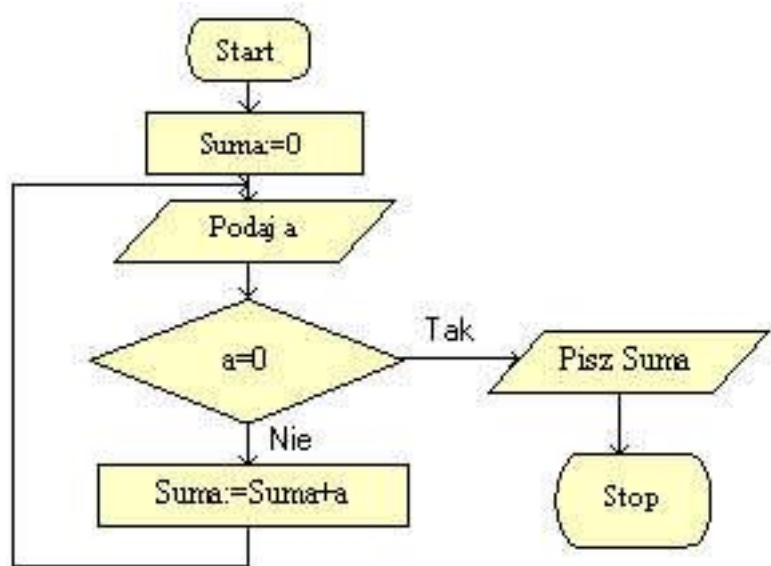 Start
Suma:=0
Podaj a
a=0
Tak
Pisz Suma
Nie
Suma:=Suma+a
Stop